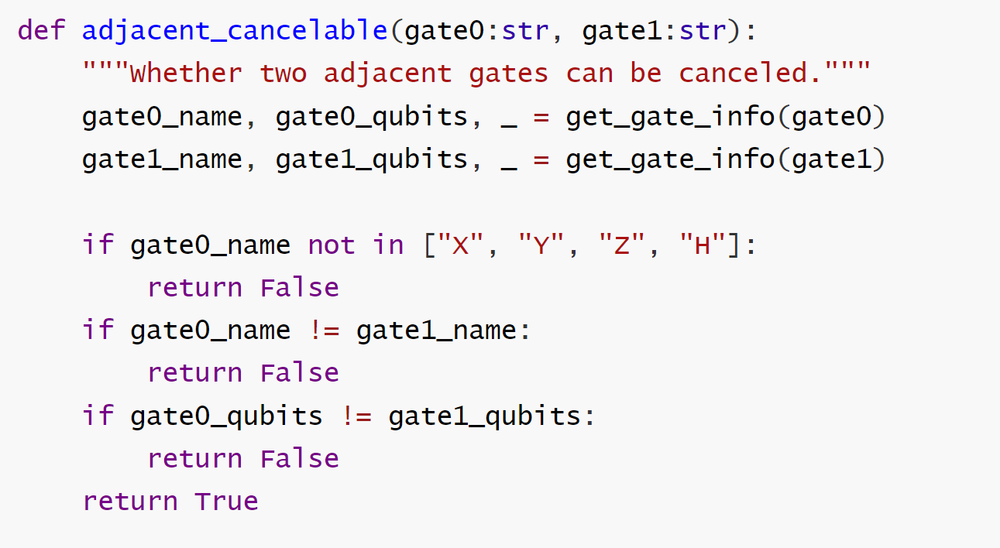 def adjacent_cancelable(gate0:str, gate1:str):
    """Whether two adjacent gates can be canceled."""
    gate0_name, gate0_qubits, _ = get_gate_info(gate0)
    gate1_name, gate1_qubits, _ = get_gate_info(gate1)

    if gate0_name not in ["X", "Y", "Z", "H"]:
        return False
    if gate0_name != gate1_name:
        return False
    if gate0_qubits != gate1_qubits:
        return False
    return True